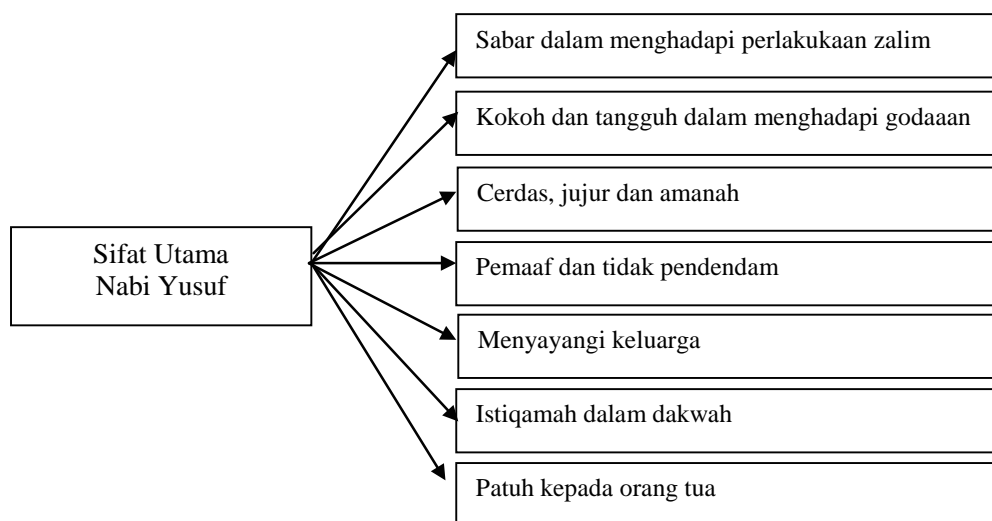 Sabar dalam menghadapi perlakukaan zalim
Kokoh dan tangguh dalam menghadapi godaaan
Cerdas, jujur dan amanah
Sifat Utama
Nabi Yusuf
Pemaaf dan tidak pendendam
Menyayangi keluarga
Istiqamah dalam dakwah
Patuh kepada orang tua